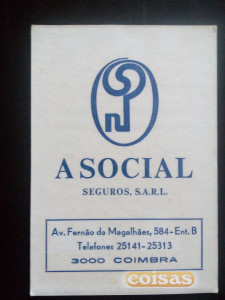 A SOCIAL
SEGUROS, S.A.R.L.
Av. Fernão de Magalhães, 584-Ent. B
Telefones 25141-25313
3000 COIMBRA
coisas